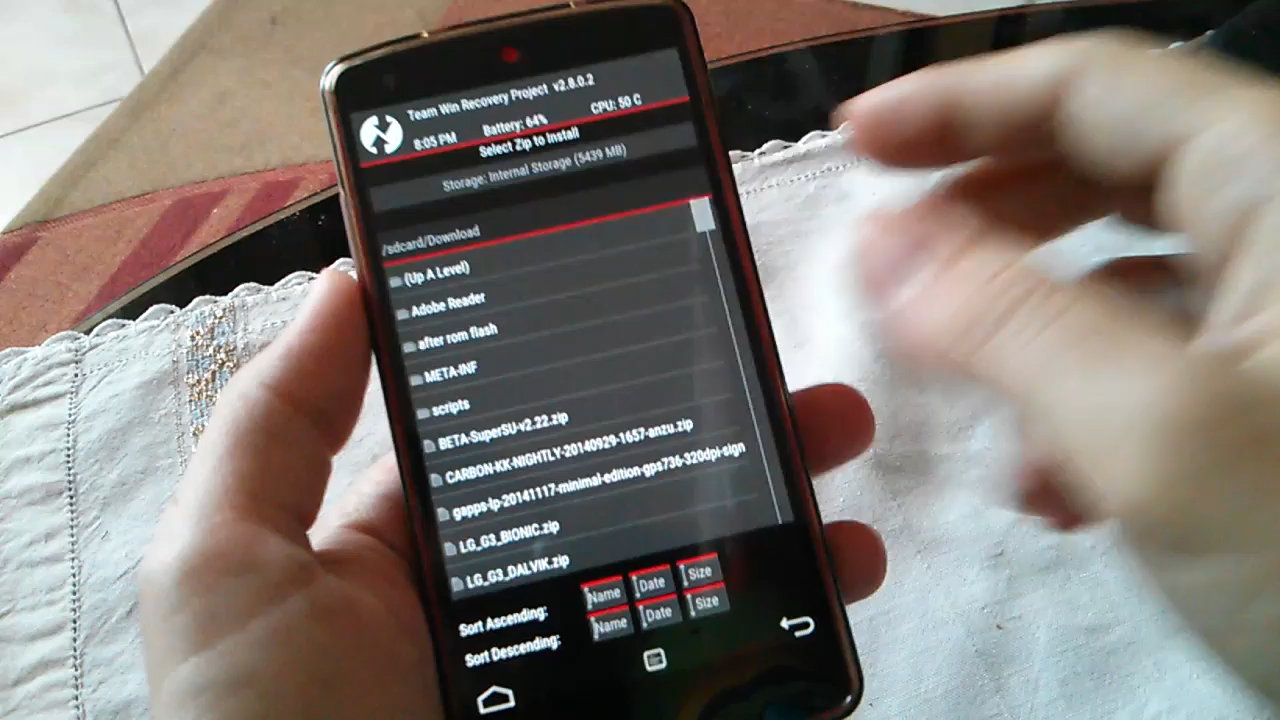 Team Win Recovery Project v2.8.0.2
8:05 PM Battery: 64% CPU: 50 C
Select Zip to Install
Storage: Internal Storage (5439 MB)
/sdcard/Download
(Up A Level)
Adobe Reader
after rom flash
META-INF
scripts
BETA-SuperSU-v2.22.zip
CARBON-KK-NIGHTLY-20140929-1657-anzu.zip
gapps-lp-20141117-minimal-edition-gps736-320dpi-sign
LG_G3_BIONIC.zip
LG_G3_DALVIK.zip
Sort Ascending: Name Date Size
Sort Descending: Name Date Size